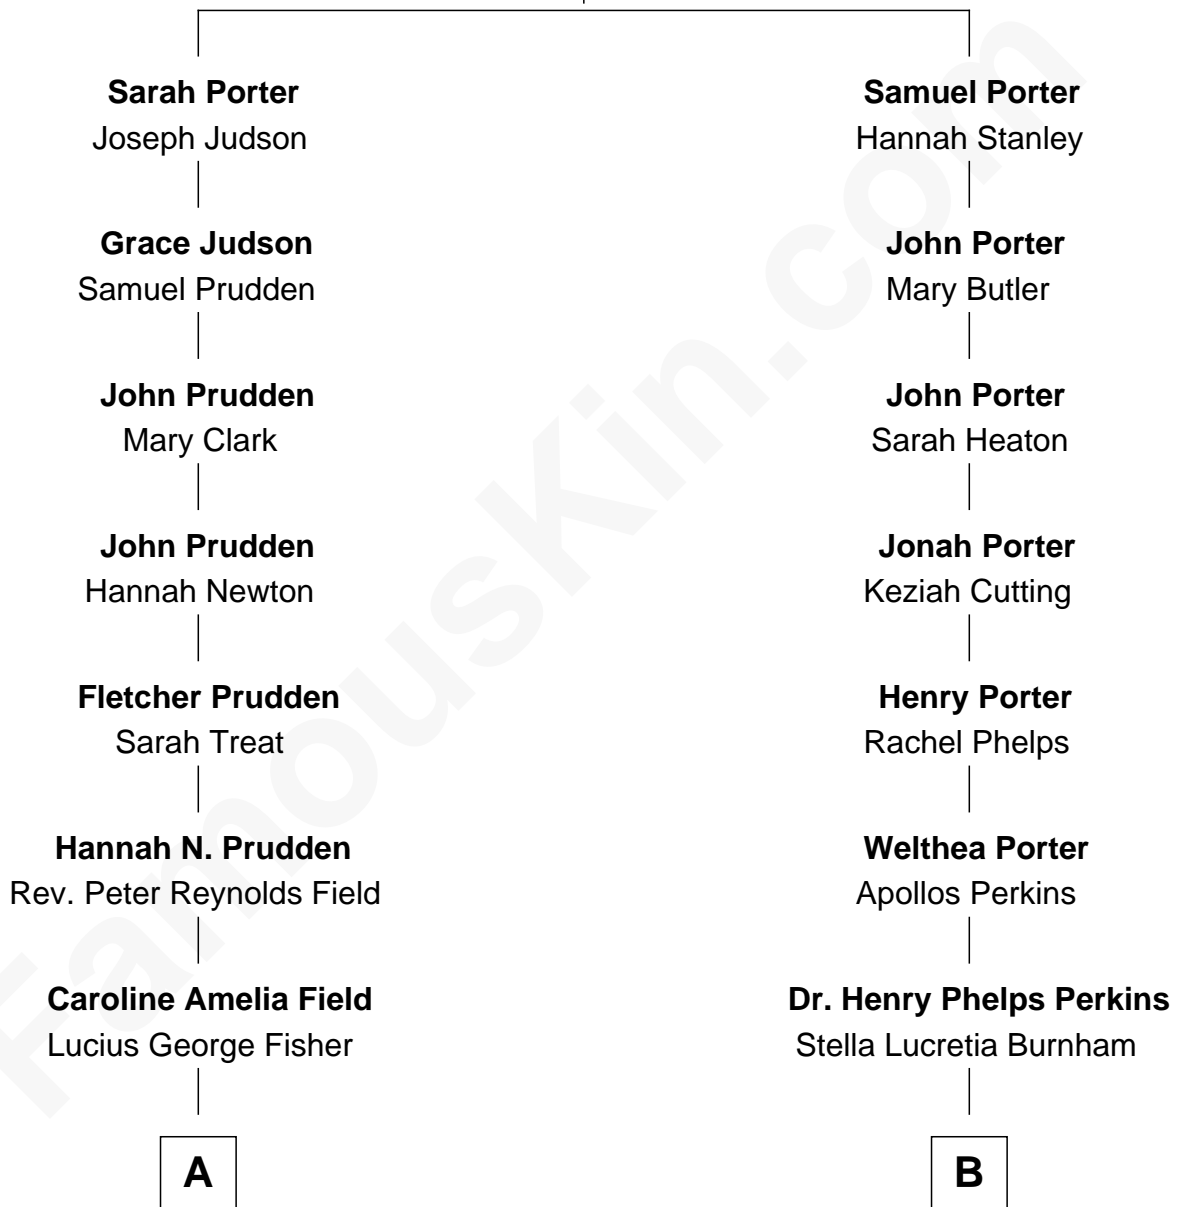 Sarah Porter
Joseph Judson
Grace Judson
Samuel Prudden
John Prudden
Mary Clark
John Prudden
Hannah Newton
Fletcher Prudden
Sarah Treat
Hannah N. Prudden
Rev. Peter Reynolds Field
Caroline Amelia Field
Lucius George Fisher
A
Samuel Porter
Hannah Stanley
John Porter
Mary Butler
John Porter
Sarah Heaton
Jonah Porter
Keziah Cutting
Henry Porter
Rachel Phelps
Welthea Porter
Apollos Perkins
Dr. Henry Phelps Perkins
Stella Lucretia Burnham
B
FamousKin.com